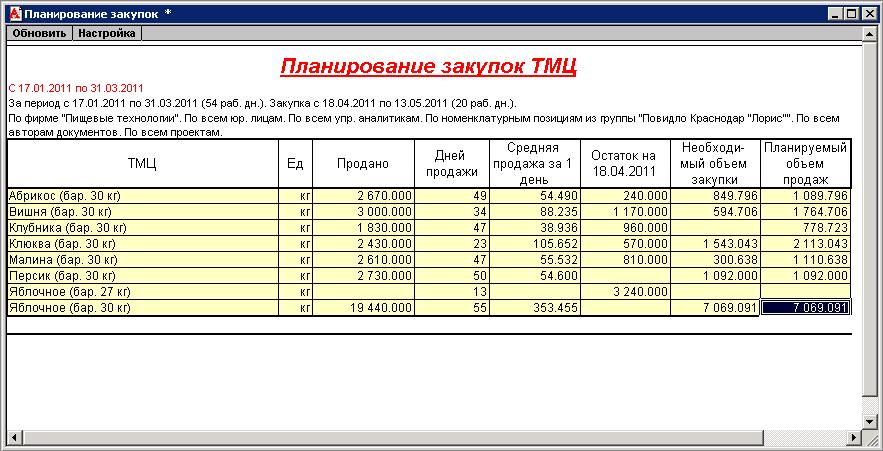 Планирование закупок *
Обновить Настройка
Планирование закупок ТМЦ
С 17.01.2011 по 31.03.2011
За период с 17.01.2011 по 31.03.2011 (54 раб. дн.). Закупка с 18.04.2011 по 13.05.2011 (20 раб. дн.).
По фирме "Пищевые технологии". По всем юр. лицам. По всем упр. аналитикам. По номенклатурным позициям из группы "Повидло Краснодар "Лорис"". По всем
авторам документов. По всем проектам.
ТМЦ Ед Продано Дней продажи Средняя продажа за 1 день Остаток на 18.04.2011 Необходи-мый объем закупки Планируемый объем продаж
Абрикос (бар. 30 кг) кг 2 670.000 49 54.490 240.000 849.796 1 089.796
Вишня (бар. 30 кг) кг 3 000.000 34 88.235 1 170.000 594.706 1 764.706
Клубника (бар. 30 кг) кг 1 830.000 47 38.936 960.000 778.723
Клюква (бар. 30 кг) кг 2 430.000 23 105.652 570.000 1 543.043 2 113.043
Малина (бар. 30 кг) кг 2 610.000 47 55.532 810.000 300.638 1 110.638
Персик (бар. 30 кг) кг 2 730.000 50 54.600 1 092.000 1 092.000
Яблочное (бар. 27 кг) кг 13 3 240.000
Яблочное (бар. 30 кг) кг 19 440.000 55 353.455 7 069.091 7 069.091